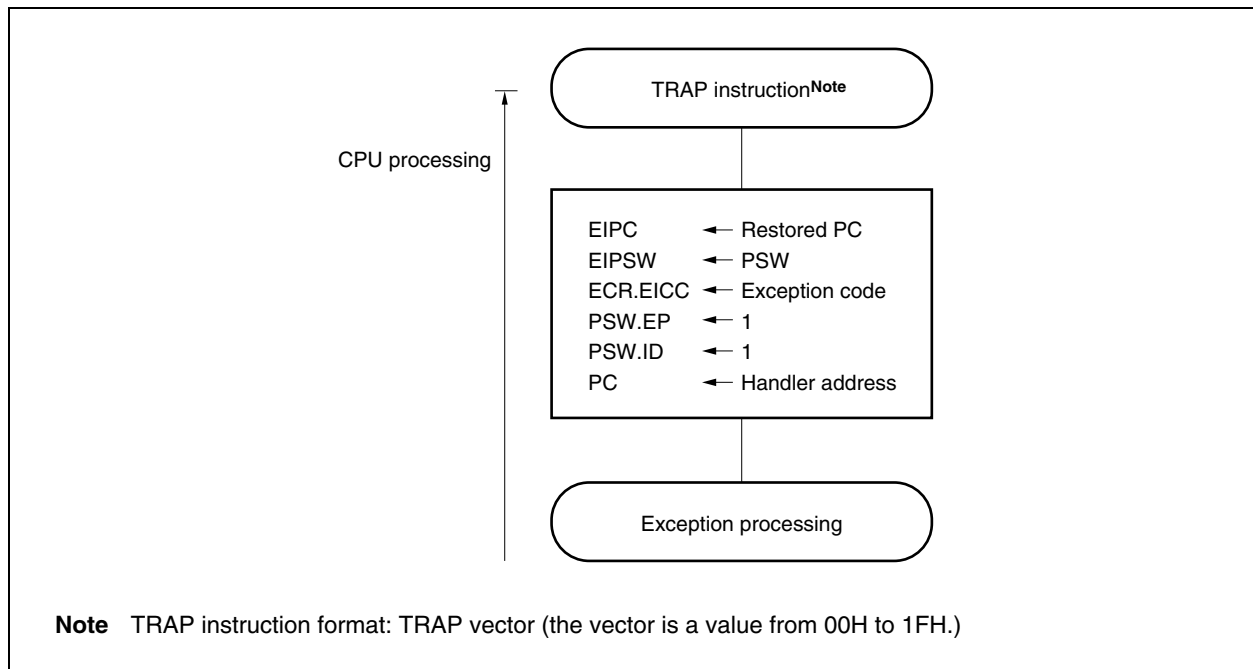 TRAP instructionNote
CPU processing
EIPC ← Restored PC
EIPSW ← PSW
ECR.EICC ← Exception code
PSW.EP ← 1
PSW.ID ← 1
PC ← Handler address
Exception processing
Note TRAP instruction format: TRAP vector (the vector is a value from 00H to 1FH.)